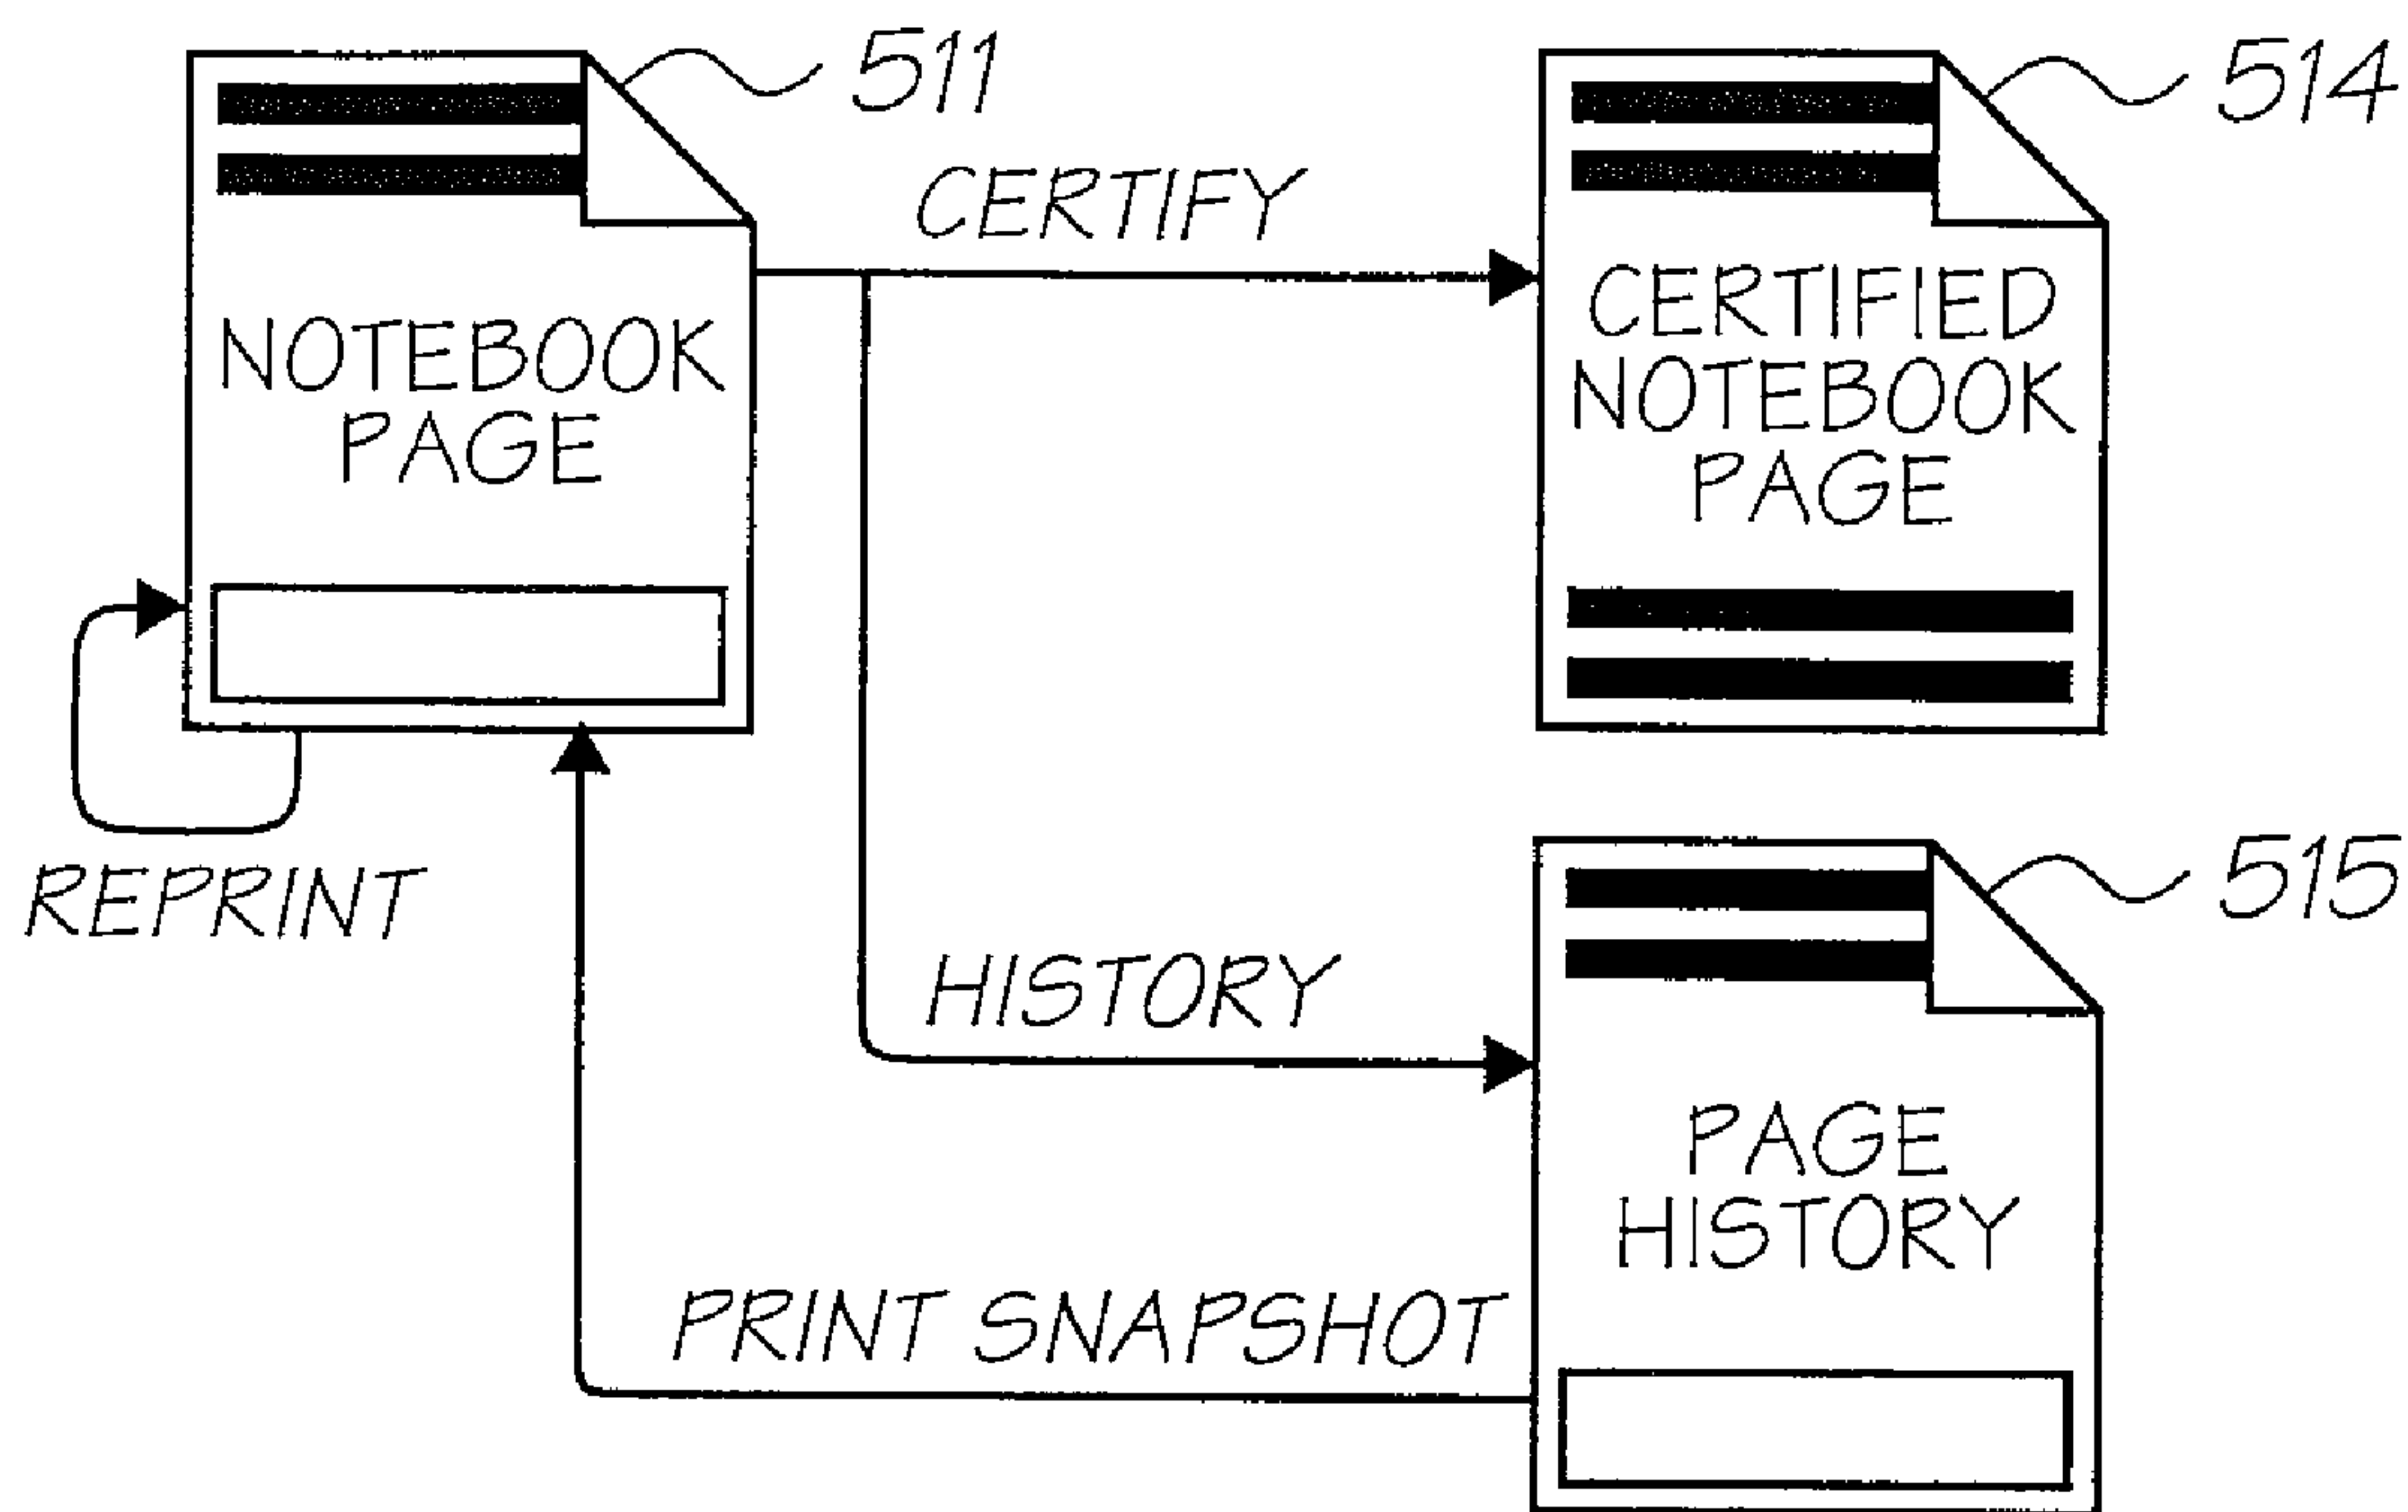 511
514
CERTIFY
NOTEBOOK
PAGE
CERTIFIED
NOTEBOOK
PAGE
REPRINT
515
HISTORY
PAGE
HISTORY
PRINT SNAPSHOT